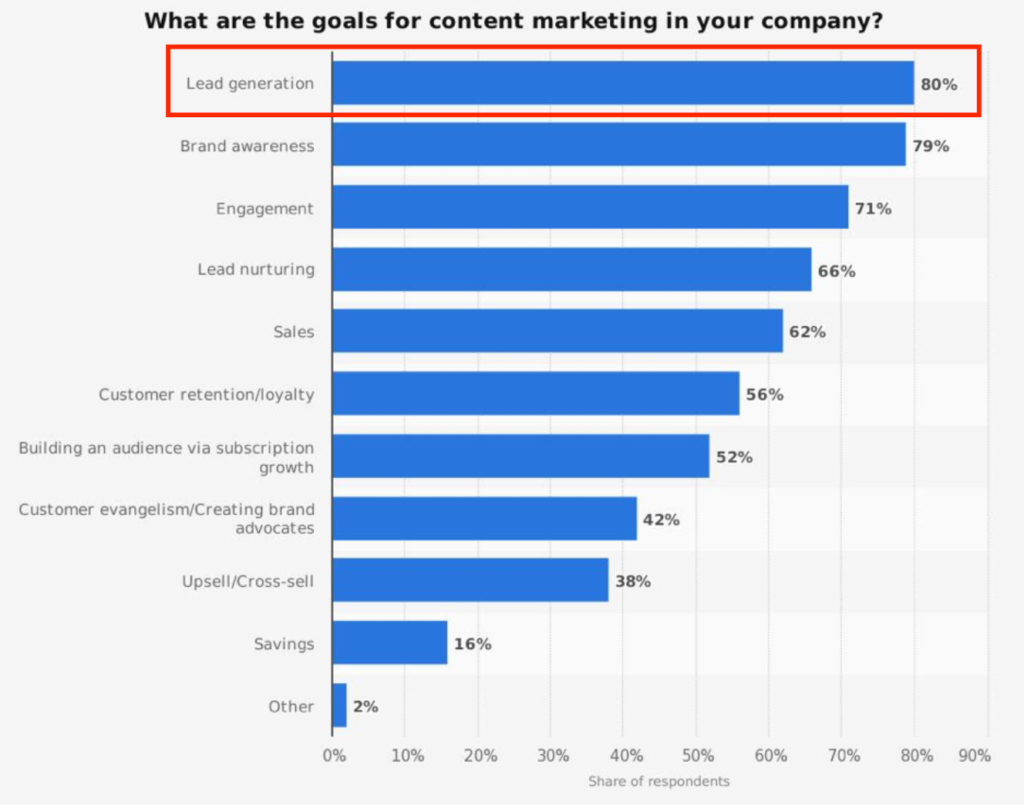 What are the goals for content marketing in your company?
Lead generation
80%
Brand awareness
79%
Engagement
71%
Lead nurturing
66%
Sales
62%
Customer retention/loyalty
56%
Building an audience via subscription
growth
52%
Customer evangelism/Creating brand
advocates
42%
Upsell/Cross-sell
38%
Savings
16%
Other
2%
0% 10% 20% 30% 40% 50% 60% 70% 80% 90%
Share of respondents